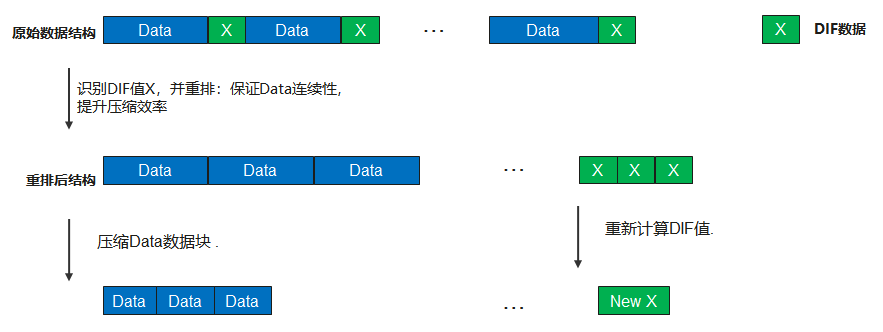 原始数据结构 Data X Data X ... Data X X DIF数据
识别DIF值X，并重排：保证Data连续性,
提升压缩效率
重排后结构 Data Data Data ... X X X
压缩Data数据块 .
重新计算DIF值.
Data Data Data ... New X